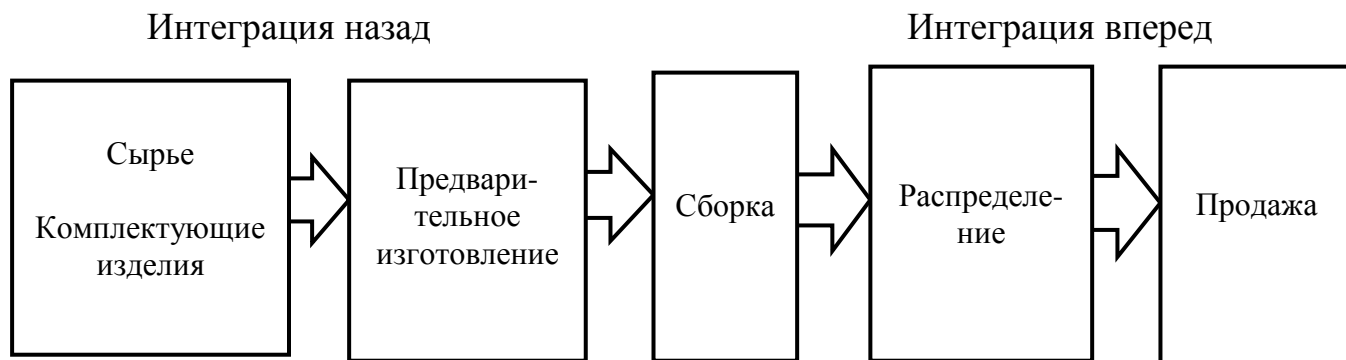 Интеграция назад
Интеграция вперед
Сырье
Комплектующие
изделия
Предвари-
тельное
изготовление
Сборка
Распределе-
ние
Продажа